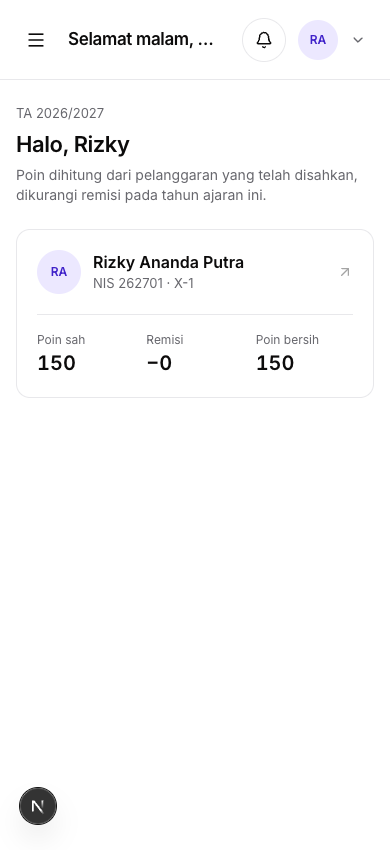 Selamat malam, ...
RA
TA 2026/2027
Halo, Rizky
Poin dihitung dari pelanggaran yang telah disahkan,
dikurangi remisi pada tahun ajaran ini.
RA
Rizky Ananda Putra
NIS 262701 · X-1
Poin sah
Remisi
Poin bersih
150
−0
150
N